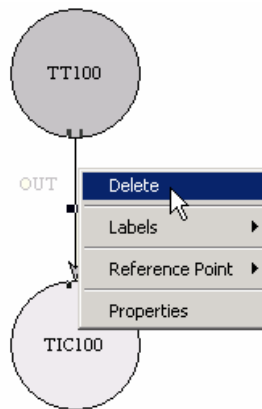 TT100
OUT
Delete
Labels
Reference Point
Properties
TIC100